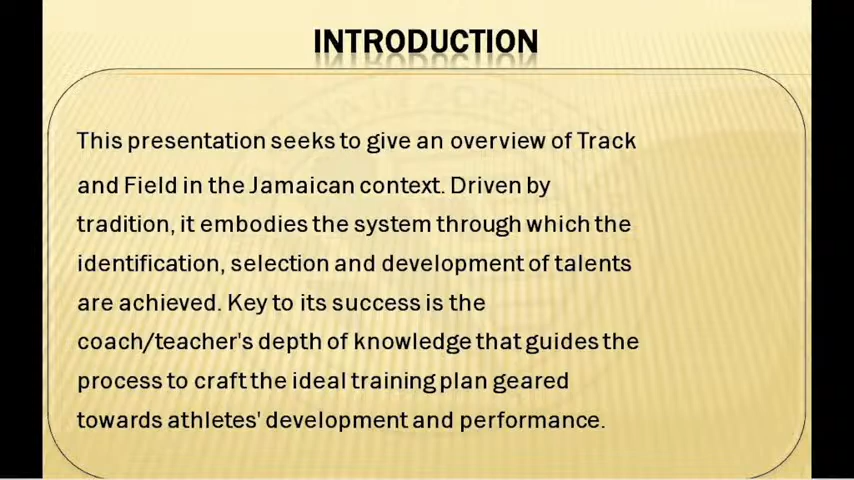 INTRODUCTION
This presentation seeks to give an overview of Track
and Field in the Jamaican context. Driven by
tradition, it embodies the system through which the
identification, selection and development of talents
are achieved. Key to its success is the
coach/teacher's depth of knowledge that guides the
process to craft the ideal training plan geared
towards athletes' development and performance.